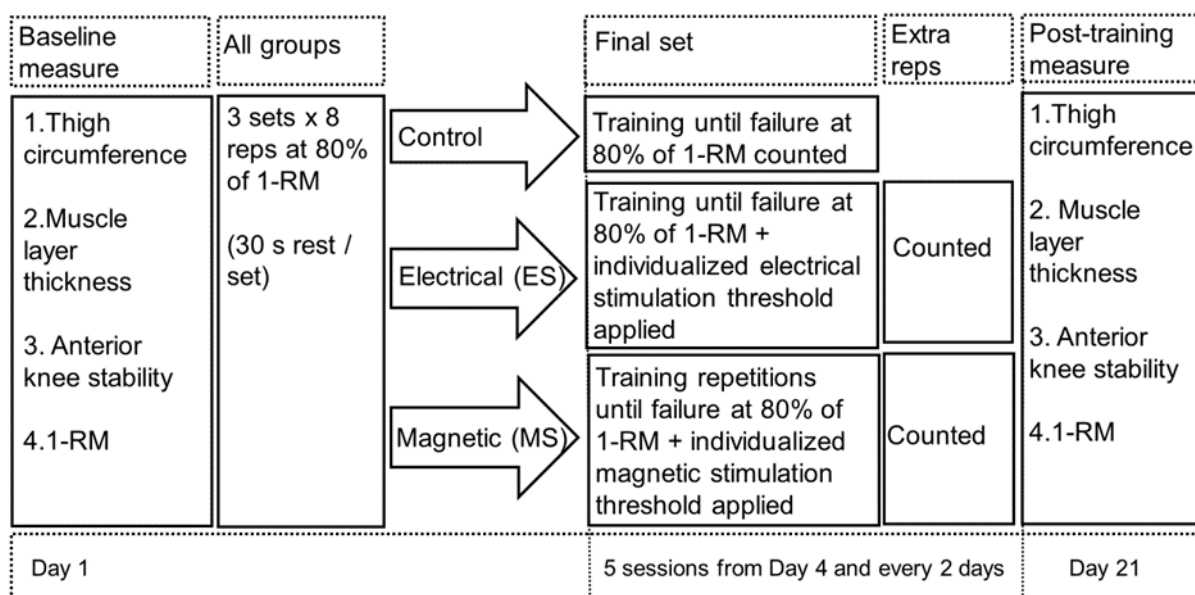 Baseline
measure
All groups
Final set
Extra
reps
Post-training
measure
1.Thigh
circumference
2.Muscle
layer
thickness
3. Anterior
knee stability
4.1-RM
3 sets x 8
reps at 80%
of 1-RM
(30 s rest /
set)
Control
Training until failure at
80% of 1-RM counted
Electrical (ES)
Training until failure at
80% of 1-RM +
individualized electrical
stimulation threshold
applied
Counted
Magnetic (MS)
Training repetitions
until failure at 80% of
1-RM + individualized
magnetic stimulation
threshold applied
Counted
1.Thigh
circumference
2. Muscle
layer
thickness
3. Anterior
knee stability
4.1-RM
Day 1
5 sessions from Day 4 and every 2 days
Day 21